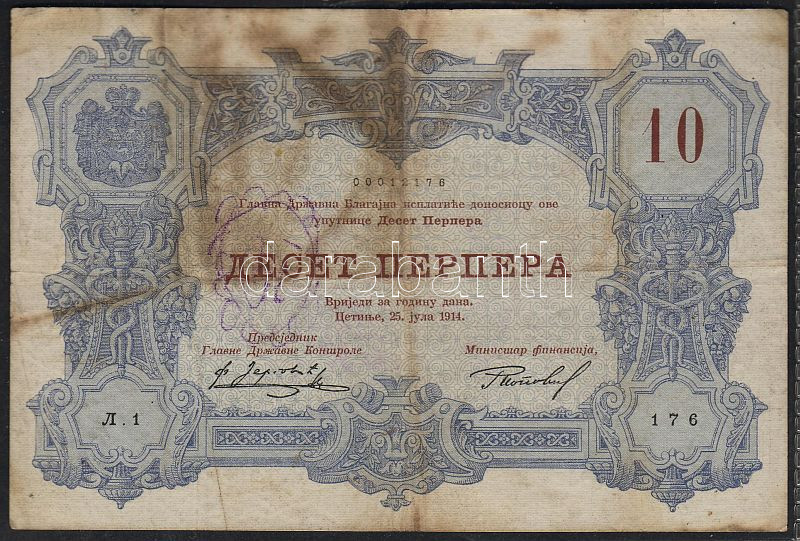 10
00012176
Главна Државна Благајна исплатиће доносиоцу ове
упутнице Десет Перпера
ДЕСЕТ ПЕРПЕРА
darabanth
Вриједи за годину дана.
Цетиње, 25. јула 1914.
Предсједник
Главне Државне Контроле
Министар финансија,
Л. 1
176